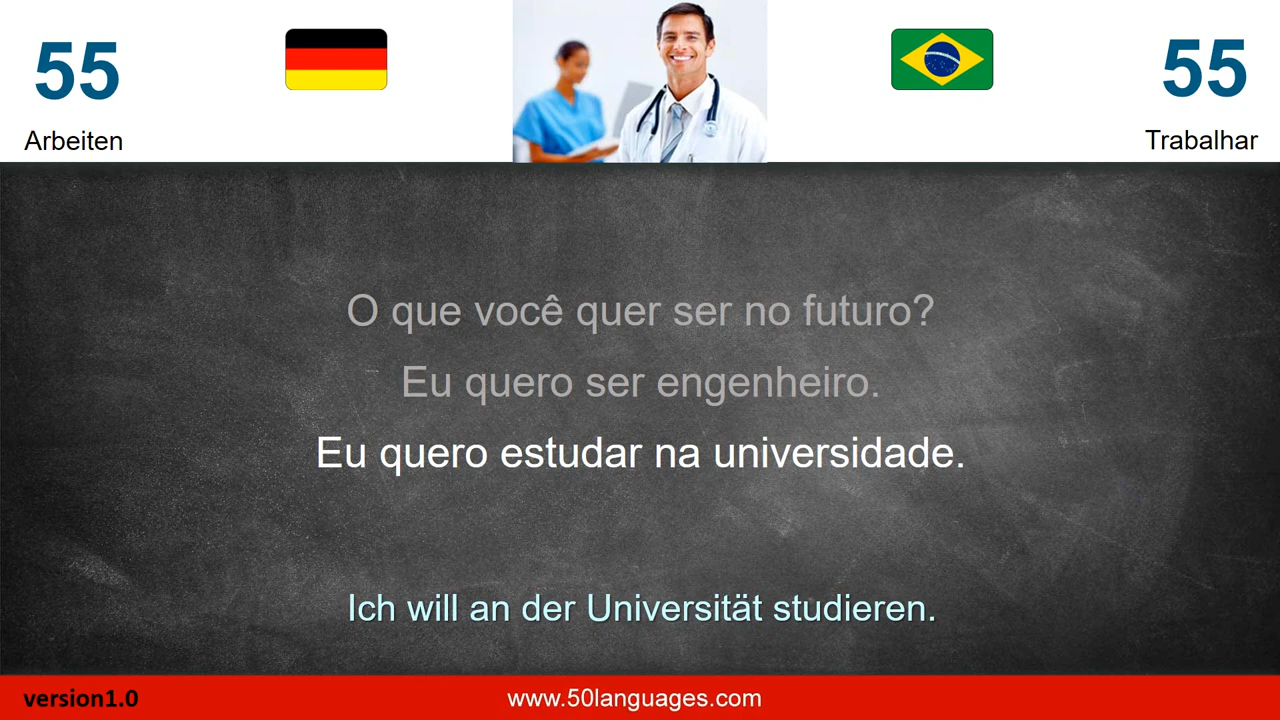 55
55
Arbeiten
Trabalhar
O que você quer ser no futuro?
Eu quero ser engenheiro.
Eu quero estudar na universidade.
Ich will an der Universität studieren.
version1.0
www.50languages.com